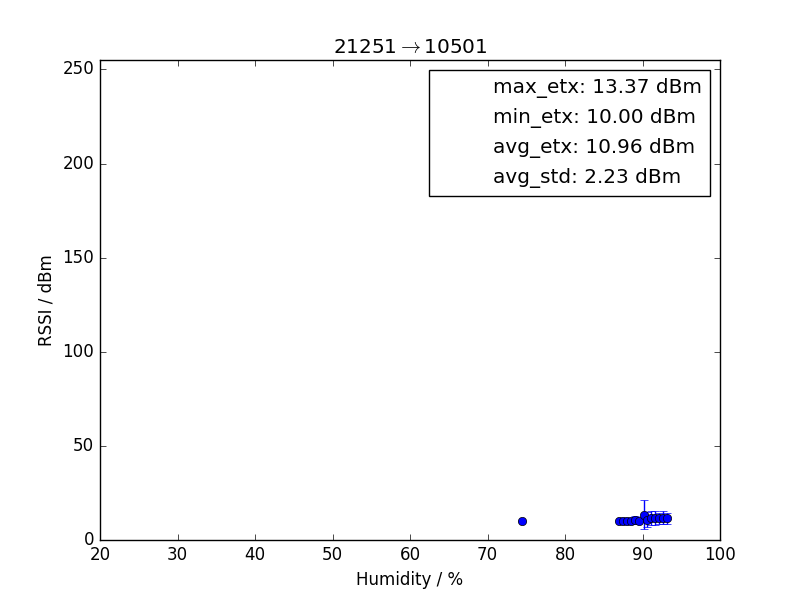 21251→10501
max_etx: 13.37 dBm
min_etx: 10.00 dBm
avg_etx: 10.96 dBm
avg_std: 2.23 dBm
RSSI / dBm
250
200
150
100
50
0
20 30 40 50 60 70 80 90 100
Humidity / %